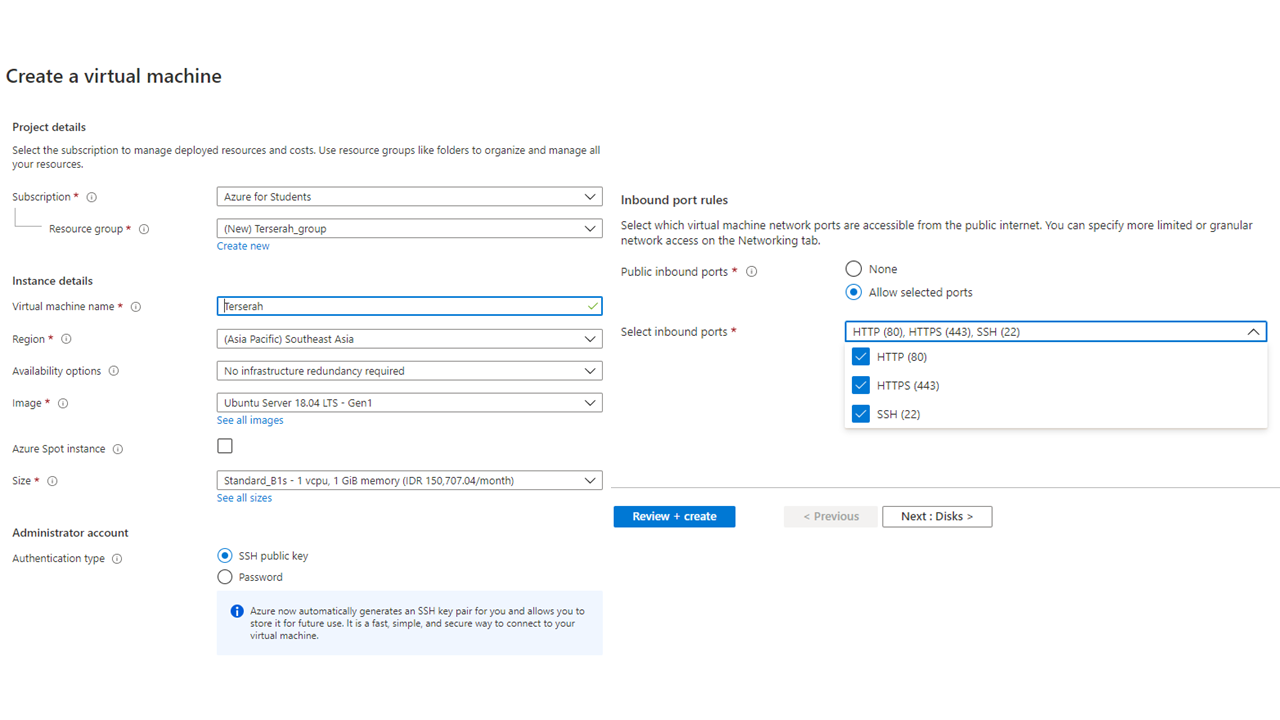 Create a virtual machine
Project details
Select the subscription to manage deployed resources and costs. Use resource groups like folders to organize and manage all
your resources.
Subscription *
Azure for Students
Resource group *
(New) Terserah_group
Create new
Instance details
Virtual machine name *
Terserah
Region *
(Asia Pacific) Southeast Asia
Availability options
No infrastructure redundancy required
Image *
Ubuntu Server 18.04 LTS - Gen1
See all images
Azure Spot instance
Size *
Standard_B1s - 1 vcpu, 1 GiB memory (IDR 150,707.04/month)
See all sizes
Administrator account
Authentication type
SSH public key
Password
Azure now automatically generates an SSH key pair for you and allows you to
store it for future use. It is a fast, simple, and secure way to connect to your
virtual machine.
Inbound port rules
Select which virtual machine network ports are accessible from the public internet. You can specify more limited or granular
network access on the Networking tab.
Public inbound ports *
None
Allow selected ports
Select inbound ports *
HTTP (80), HTTPS (443), SSH (22)
HTTP (80)
HTTPS (443)
SSH (22)
Review + create
< Previous
Next : Disks >